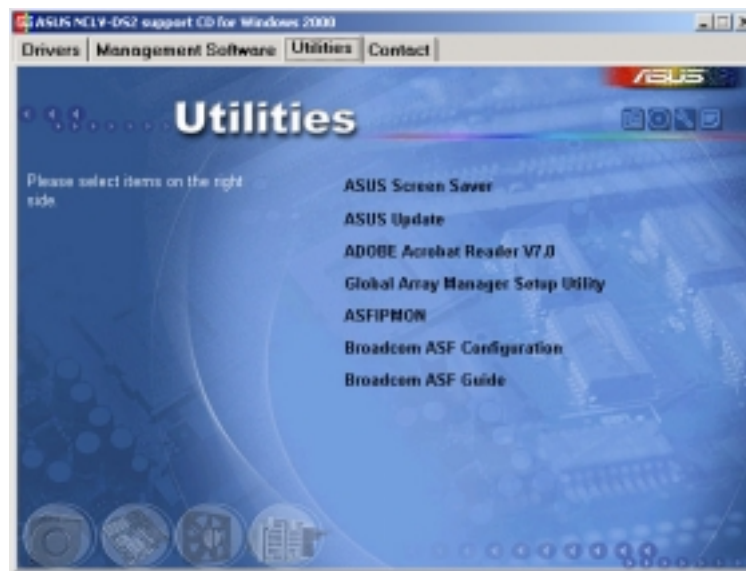 ASUS NCLV-DS2 support CD for Windows 2000
Drivers Management Software Utilities Contact
ASUS
Utilities
Please select items on the right
side.
ASUS Screen Saver
ASUS Update
ADOBE Acrobat Reader V7.0
Global Array Manager Setup Utility
ASFIPMON
Broadcom ASF Configuration
Broadcom ASF Guide